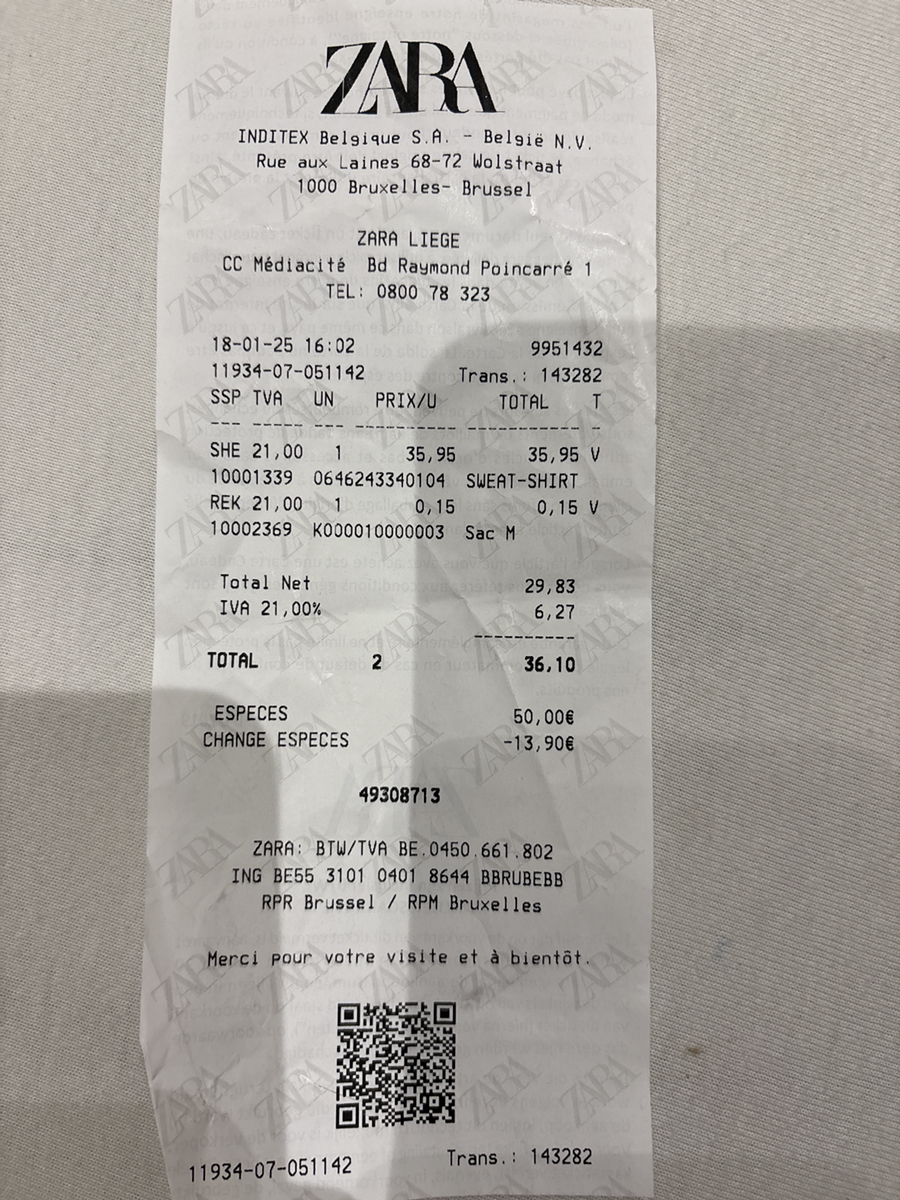 ZARA
INDITEX Belgique S.A. - België N.V.
Rue aux Laines 68-72 Wolstraat
1000 Bruxelles- Brussel
ZARA LIEGE
CC Médiacité Bd Raymond Poincarré 1
TEL: 0800 78 323
18-01-25 16:02 9951432
11934-07-051142 Trans.: 143282
SSP TVA UN PRIX/U TOTAL T
--- ----- --- ---------- ----------- -
SHE 21,00 1 35,95 35,95 V
10001339 0646243340104 SWEAT-SHIRT
REK 21,00 1 0,15 0,15 V
10002369 K000010000003 Sac M
Total Net 29,83
IVA 21,00% 6,27
----------
TOTAL 2 36,10
ESPECES 50,00€
CHANGE ESPECES -13,90€
49308713
ZARA: BTW/TVA BE.0450.661.802
ING BE55 3101 0401 8644 BBRUBEBB
RPR Brussel / RPM Bruxelles
Merci pour votre visite et à bientôt.
11934-07-051142 Trans.: 143282